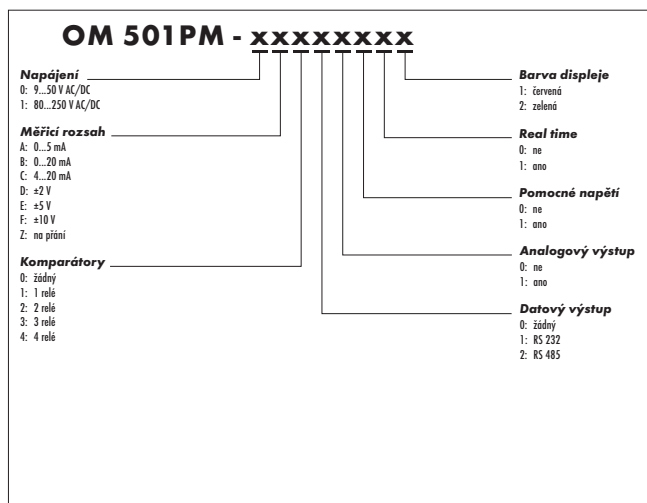 OM 501PM - xxxxxxxx
Napájení
0: 9...50 V AC/DC
1: 80...250 V AC/DC
Měřicí rozsah
A: 0...5 mA
B: 0...20 mA
C: 4...20 mA
D: ±2 V
E: ±5 V
F: ±10 V
Z: na přání
Komparátory
0: žádný
1: 1 relé
2: 2 relé
3: 3 relé
4: 4 relé
Barva displeje
1: červená
2: zelená
Real time
0: ne
1: ano
Pomocné napětí
0: ne
1: ano
Analogový výstup
0: ne
1: ano
Datový výstup
0: žádný
1: RS 232
2: RS 485